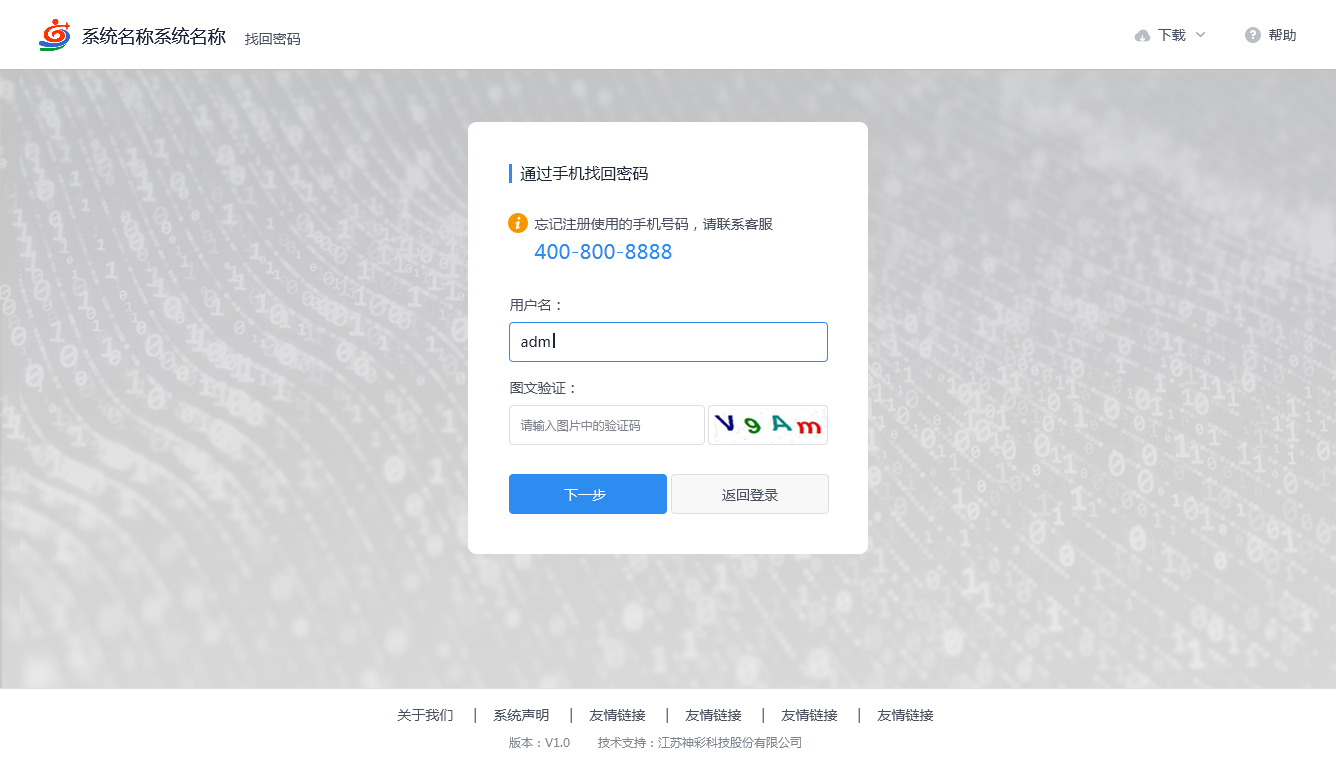 系统名称系统名称 找回密码 下载 帮助
通过手机找回密码
忘记注册使用的手机号码，请联系客服
400-800-8888
用户名：
adm
图文验证：
请输入图片中的验证码 V9Am
下一步 返回登录
关于我们 | 系统声明 | 友情链接 | 友情链接 | 友情链接 | 友情链接
版本：V1.0 技术支持：江苏神彩科技股份有限公司